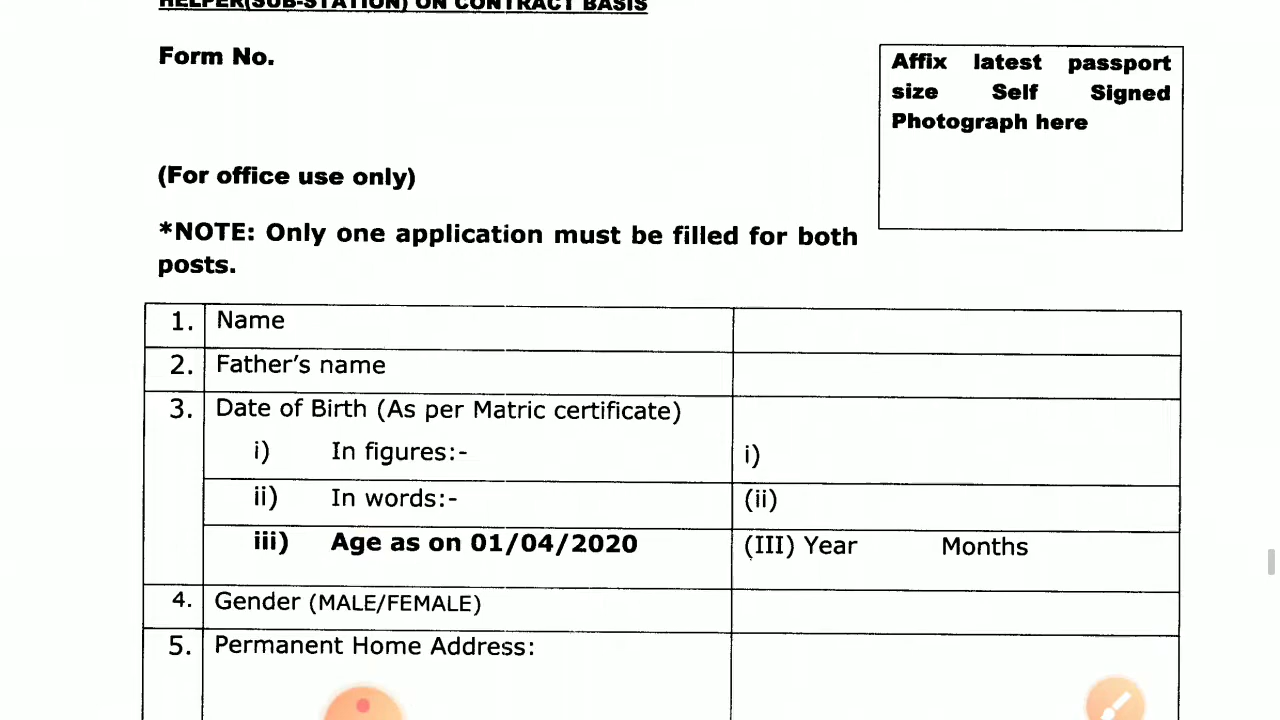 HELPER(SUB-STATION) ON CONTRACT BASIS
Form No.
Affix latest passport
size Self Signed
Photograph here
(For office use only)
*NOTE: Only one application must be filled for both
posts.
1. Name
2. Father's name
3. Date of Birth (As per Matric certificate)
i) In figures:- i)
ii) In words:- (ii)
iii) Age as on 01/04/2020 (III) Year Months
4. Gender (MALE/FEMALE)
5. Permanent Home Address: